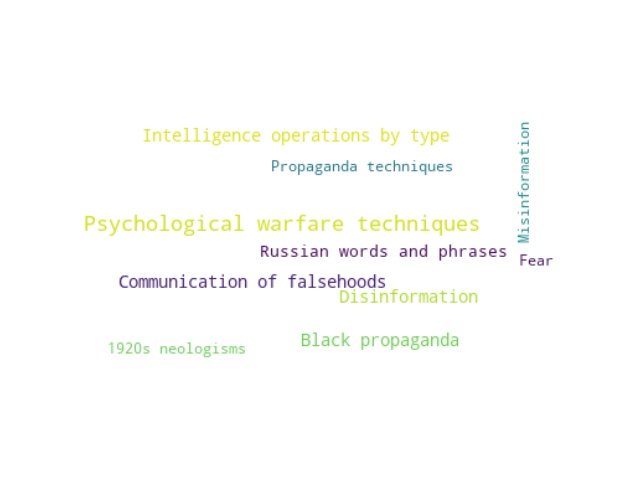 Intelligence operations by type
Propaganda techniques
Misinformation
Psychological warfare techniques
Russian words and phrases
Fear
Communication of falsehoods
Disinformation
Black propaganda
1920s neologisms